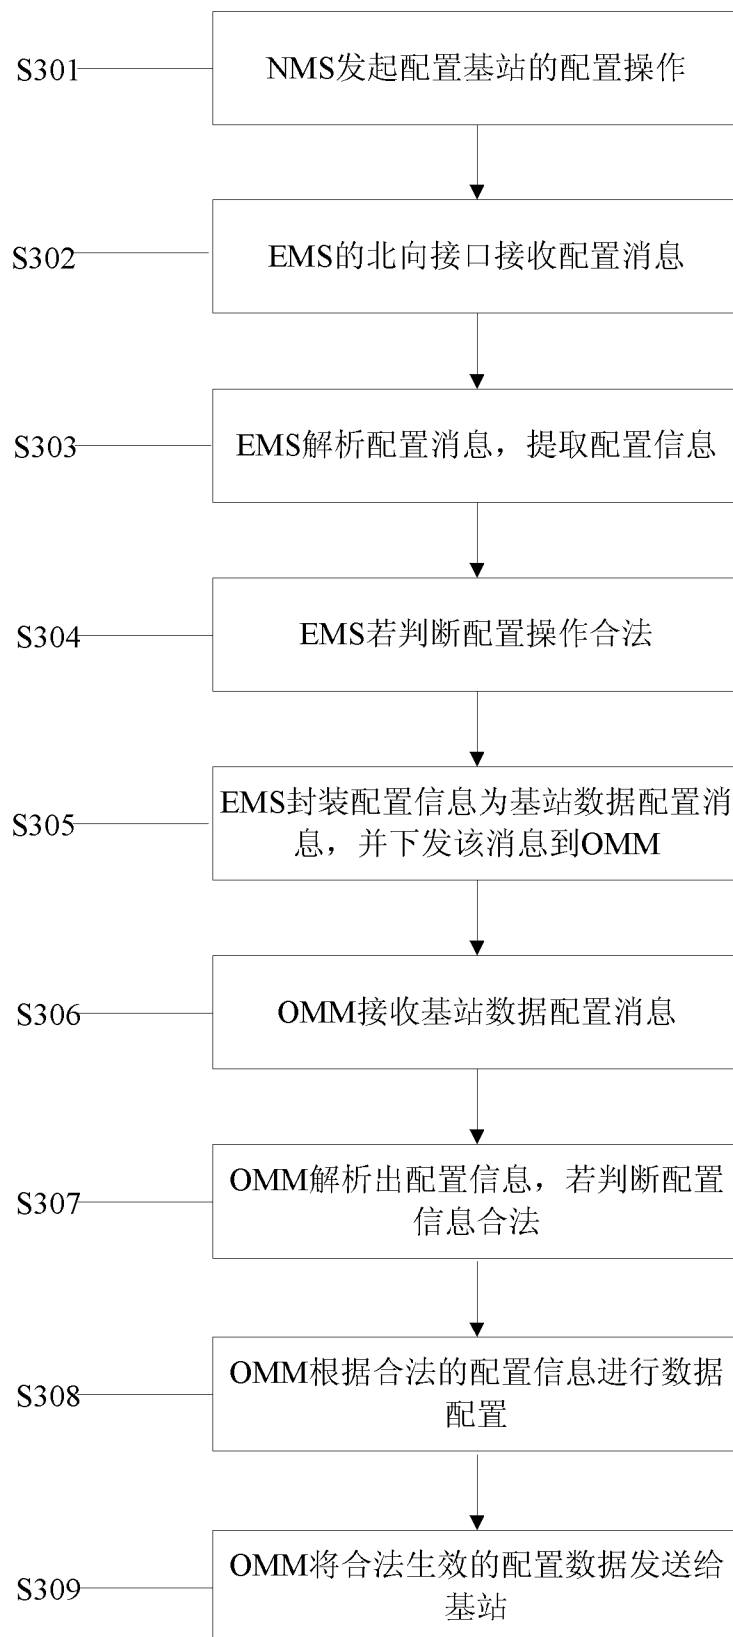 S301
NMS发起配置基站的配置操作
S302
EMS的北向接口接收配置消息
S303
EMS解析配置消息，提取配置信息
S304
EMS若判断配置操作合法
S305
EMS封装配置信息为基站数据配置消
息，并下发该消息到OMM
S306
OMM接收基站数据配置消息
S307
OMM解析出配置信息，若判断配置
信息合法
S308
OMM根据合法的配置信息进行数据
配置
S309
OMM将合法生效的配置数据发送给
基站